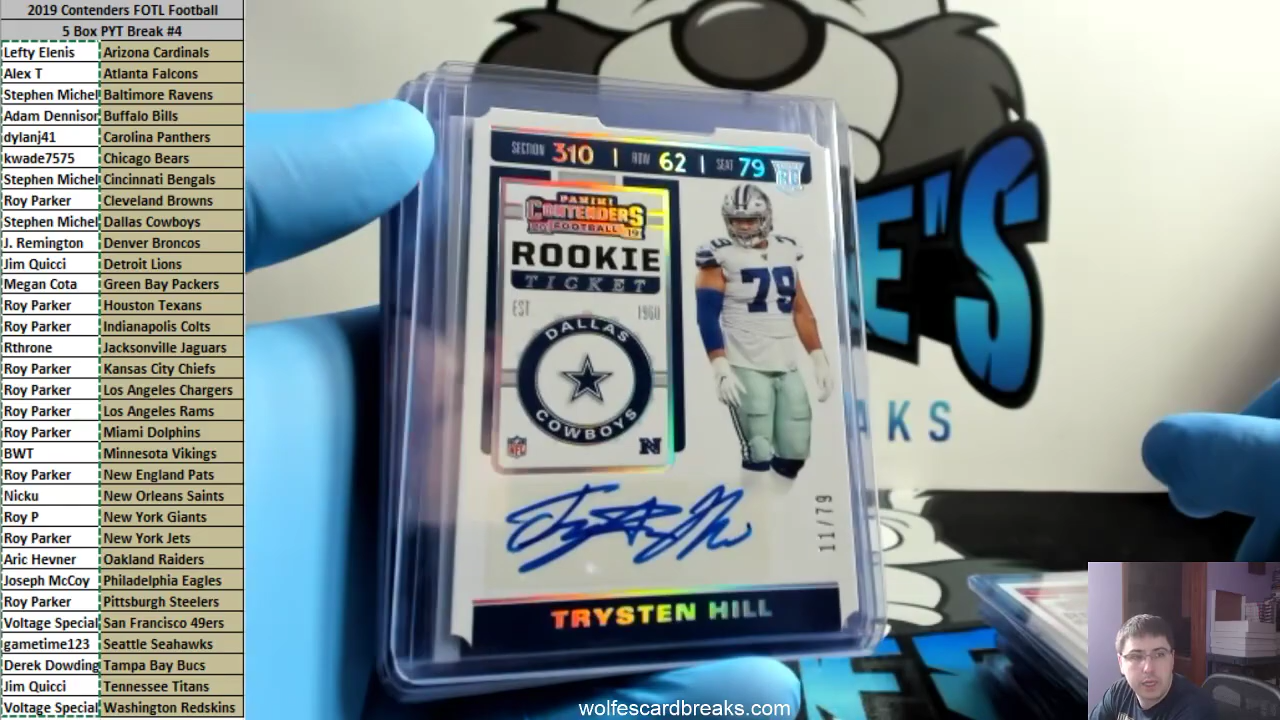 2019 Contenders FOTL Football
5 Box PYT Break #4
Lefty Elenis Arizona Cardinals
Alex T Atlanta Falcons
Stephen Michel Baltimore Ravens
Adam Dennison Buffalo Bills
dylanj41 Carolina Panthers
kwade7575 Chicago Bears
Stephen Michel Cincinnati Bengals
Roy Parker Cleveland Browns
Stephen Michel Dallas Cowboys
J. Remington Denver Broncos
Jim Quicci Detroit Lions
Megan Cota Green Bay Packers
Roy Parker Houston Texans
Roy Parker Indianapolis Colts
Rthrone Jacksonville Jaguars
Roy Parker Kansas City Chiefs
Roy Parker Los Angeles Chargers
Roy Parker Los Angeles Rams
Roy Parker Miami Dolphins
BWT Minnesota Vikings
Roy Parker New England Pats
Nicku New Orleans Saints
Roy P New York Giants
Roy Parker New York Jets
Aric Hevner Oakland Raiders
Joseph McCoy Philadelphia Eagles
Roy Parker Pittsburgh Steelers
Voltage Special San Francisco 49ers
gametime123 Seattle Seahawks
Derek Dowding Tampa Bay Bucs
Jim Quicci Tennessee Titans
Voltage Special Washington Redskins
SECTION 310 | ROW 62 | SEAT 79 RC
PANINI
CONTENDERS
FOOTBALL
ROOKIE
TICKET
EST 1960
DALLAS
COWBOYS
NFL N
79
11/79
TRYSTEN HILL
E'S
AKS
wolfescardbreaks.com